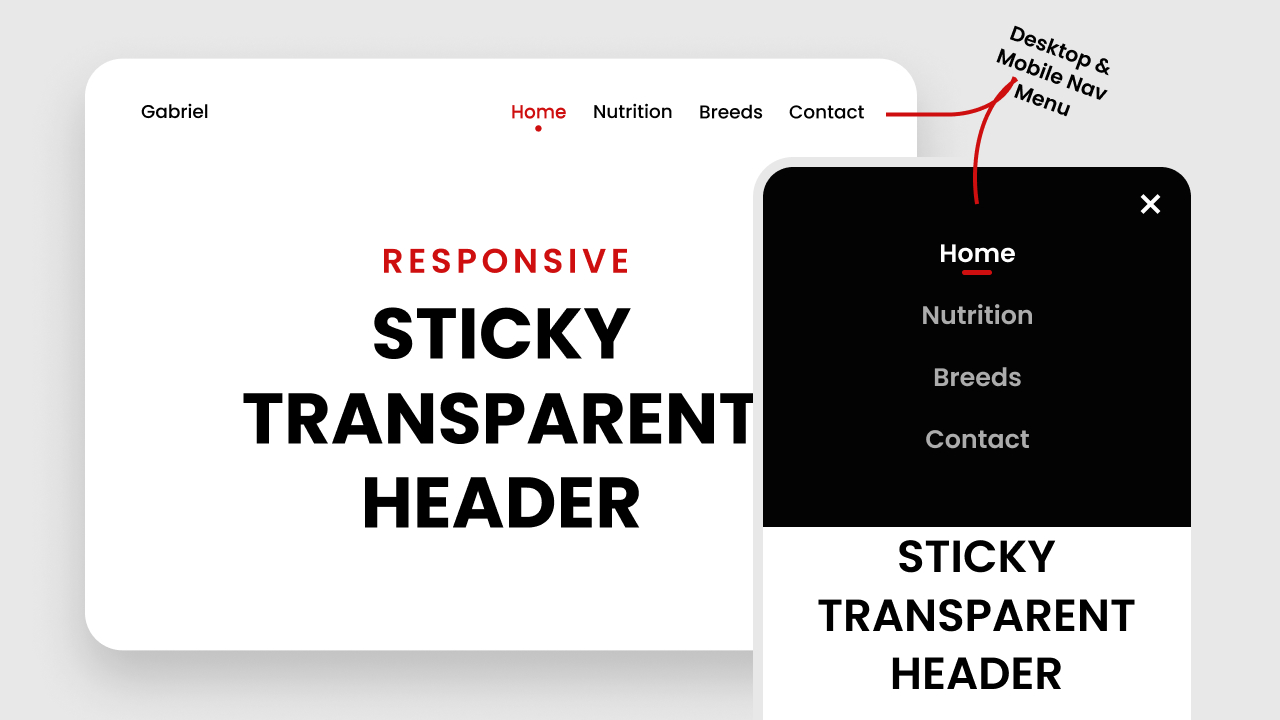 Desktop &
Mobile Nav
Menu
Gabriel
Home
Nutrition
Breeds
Contact
RESPONSIVE
STICKY
TRANSPARENT
HEADER
Home
Nutrition
Breeds
Contact
STICKY
TRANSPARENT
HEADER